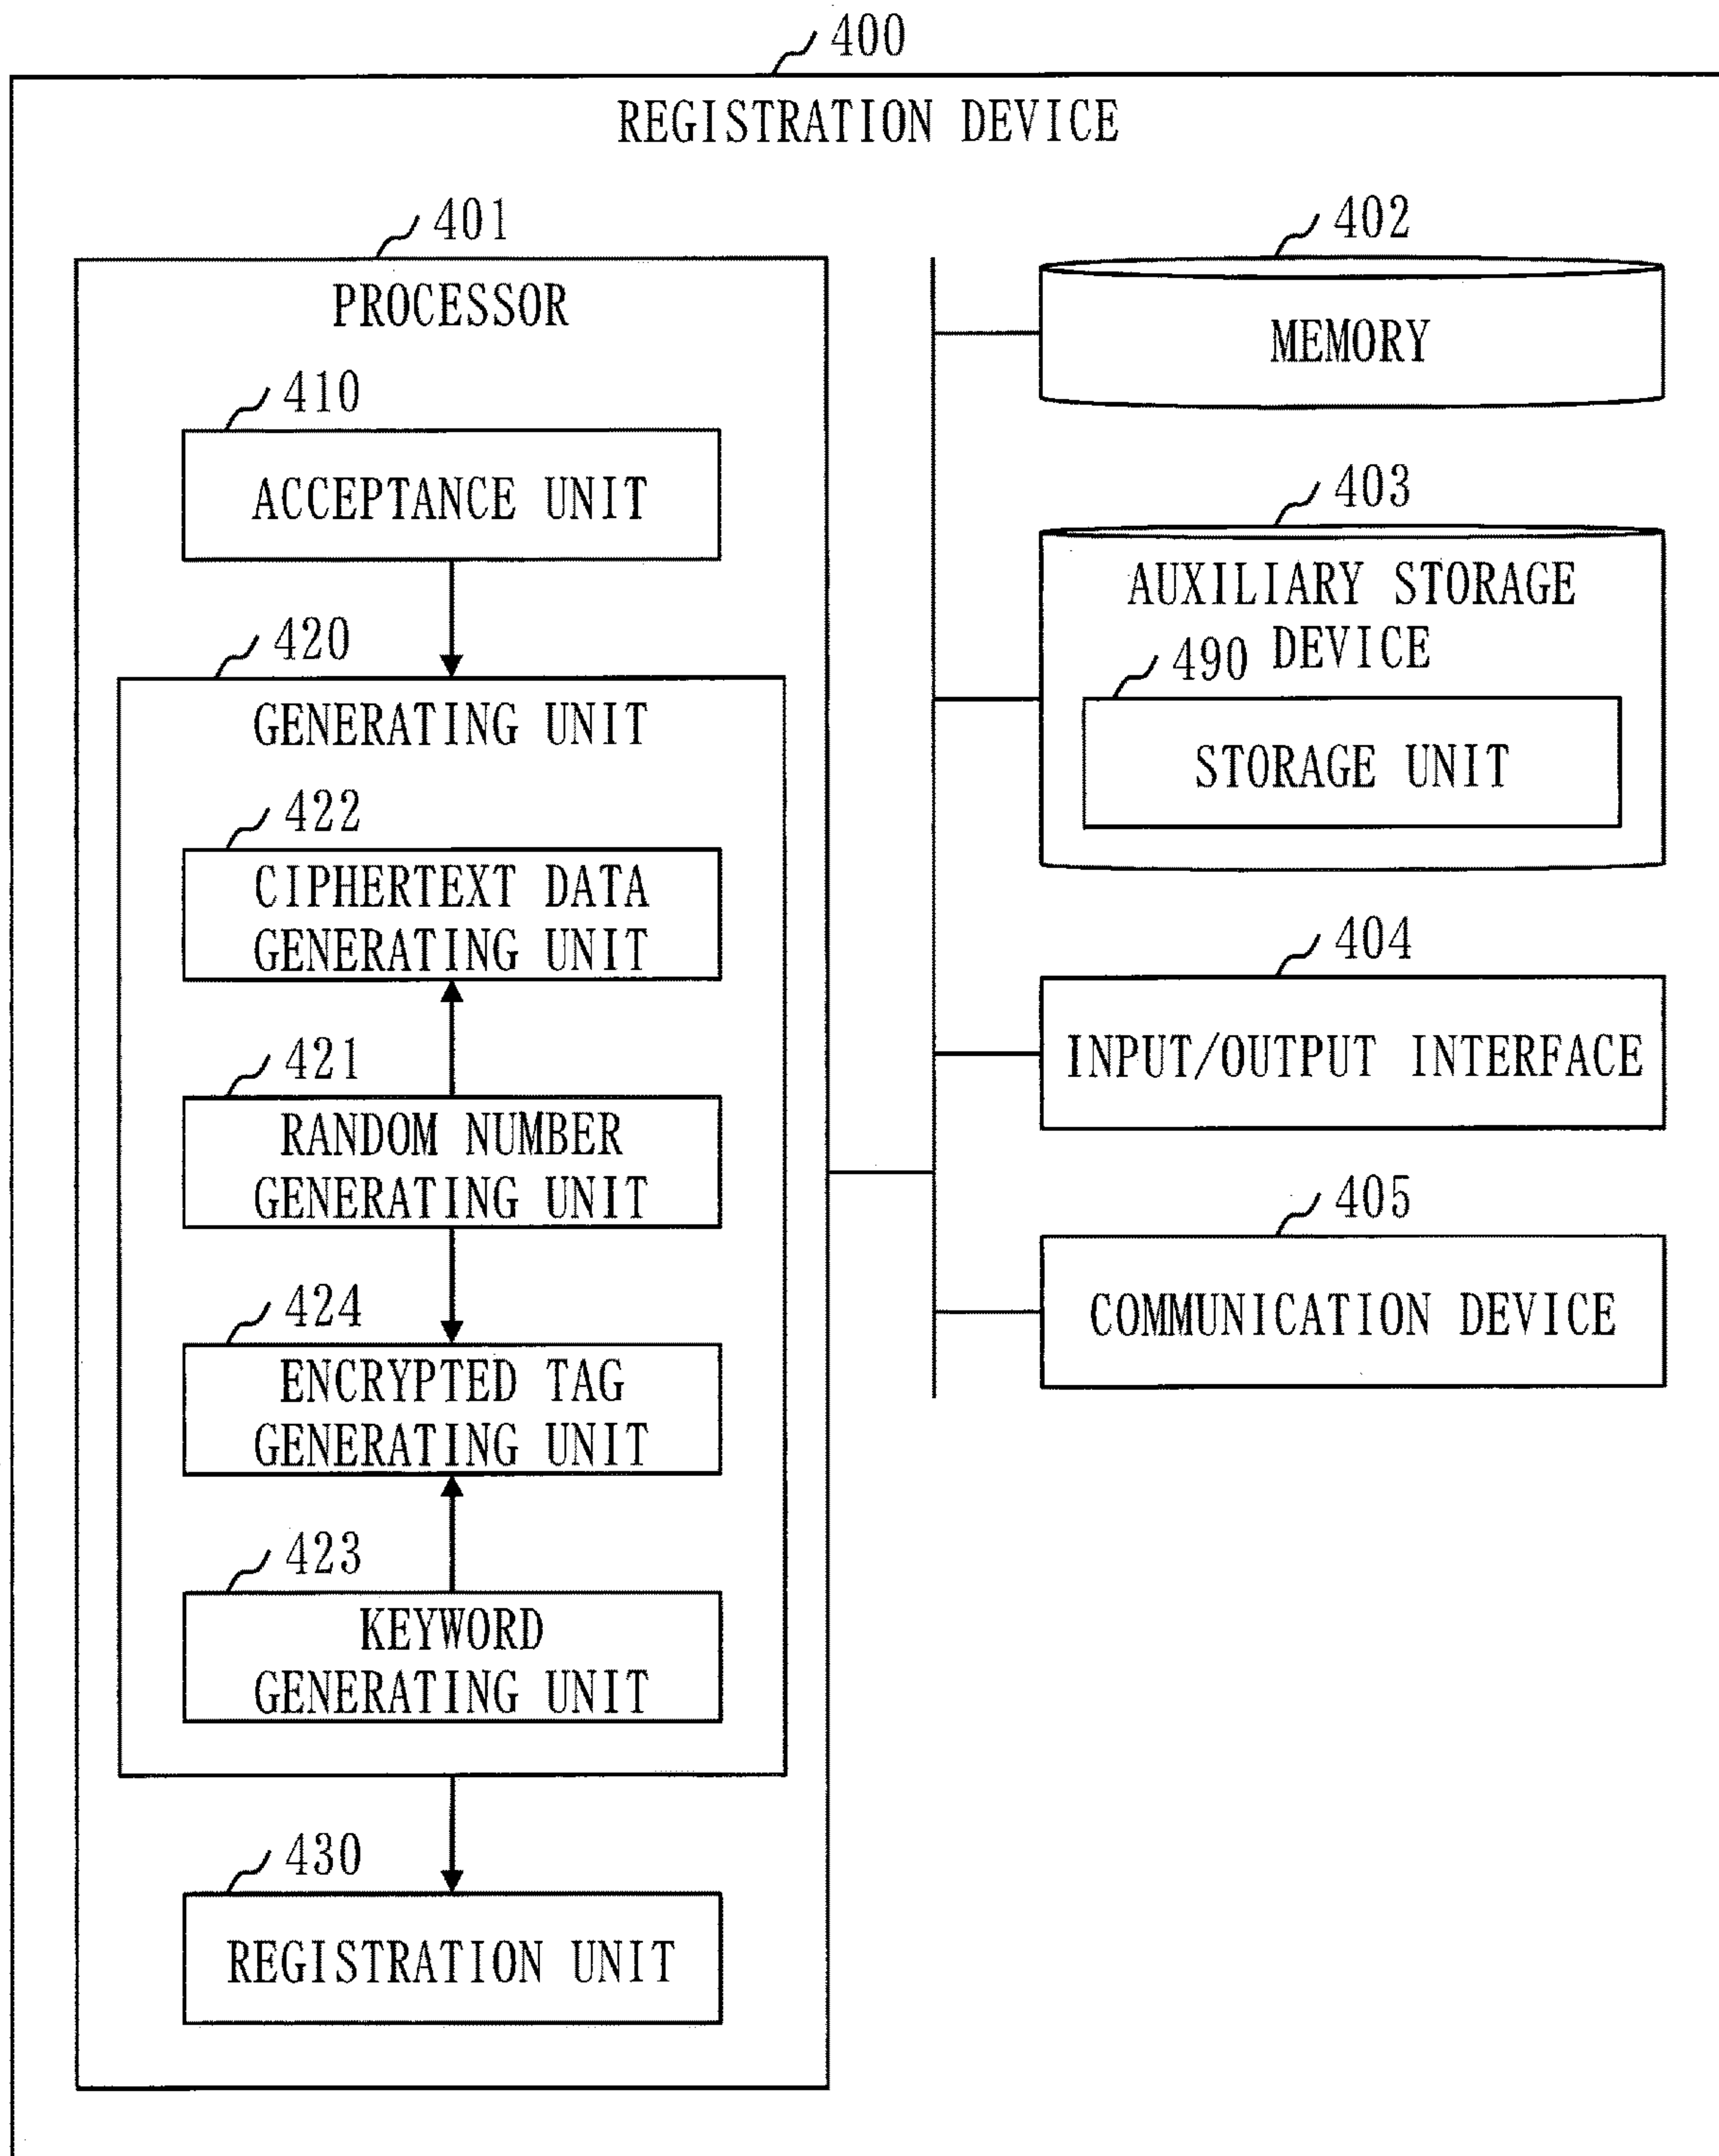 400
REGISTRATION DEVICE
401
PROCESSOR
410
ACCEPTANCE UNIT
420
GENERATING UNIT
422
CIPHERTEXT DATA
GENERATING UNIT
421
RANDOM NUMBER
GENERATING UNIT
424
ENCRYPTED TAG
GENERATING UNIT
423
KEYWORD
GENERATING UNIT
430
REGISTRATION UNIT
402
MEMORY
403
AUXILIARY STORAGE
DEVICE
490
STORAGE UNIT
404
INPUT/OUTPUT INTERFACE
405
COMMUNICATION DEVICE